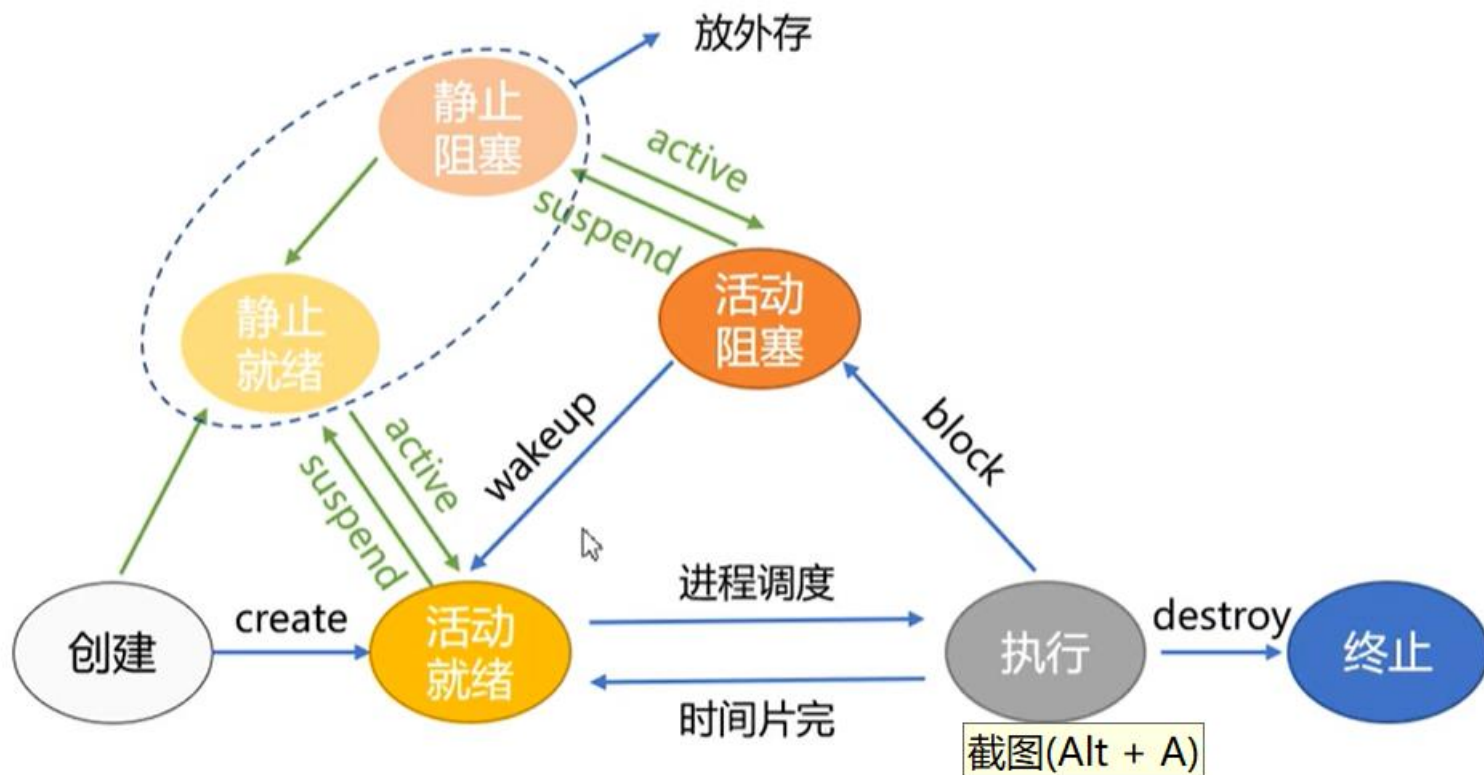 放外存
静止
阻塞
active
suspend
静止
就绪
活动
阻塞
active
suspend
wakeup
block
创建
create
活动
就绪
进程调度
时间片完
执行
destroy
终止
截图(Alt + A)